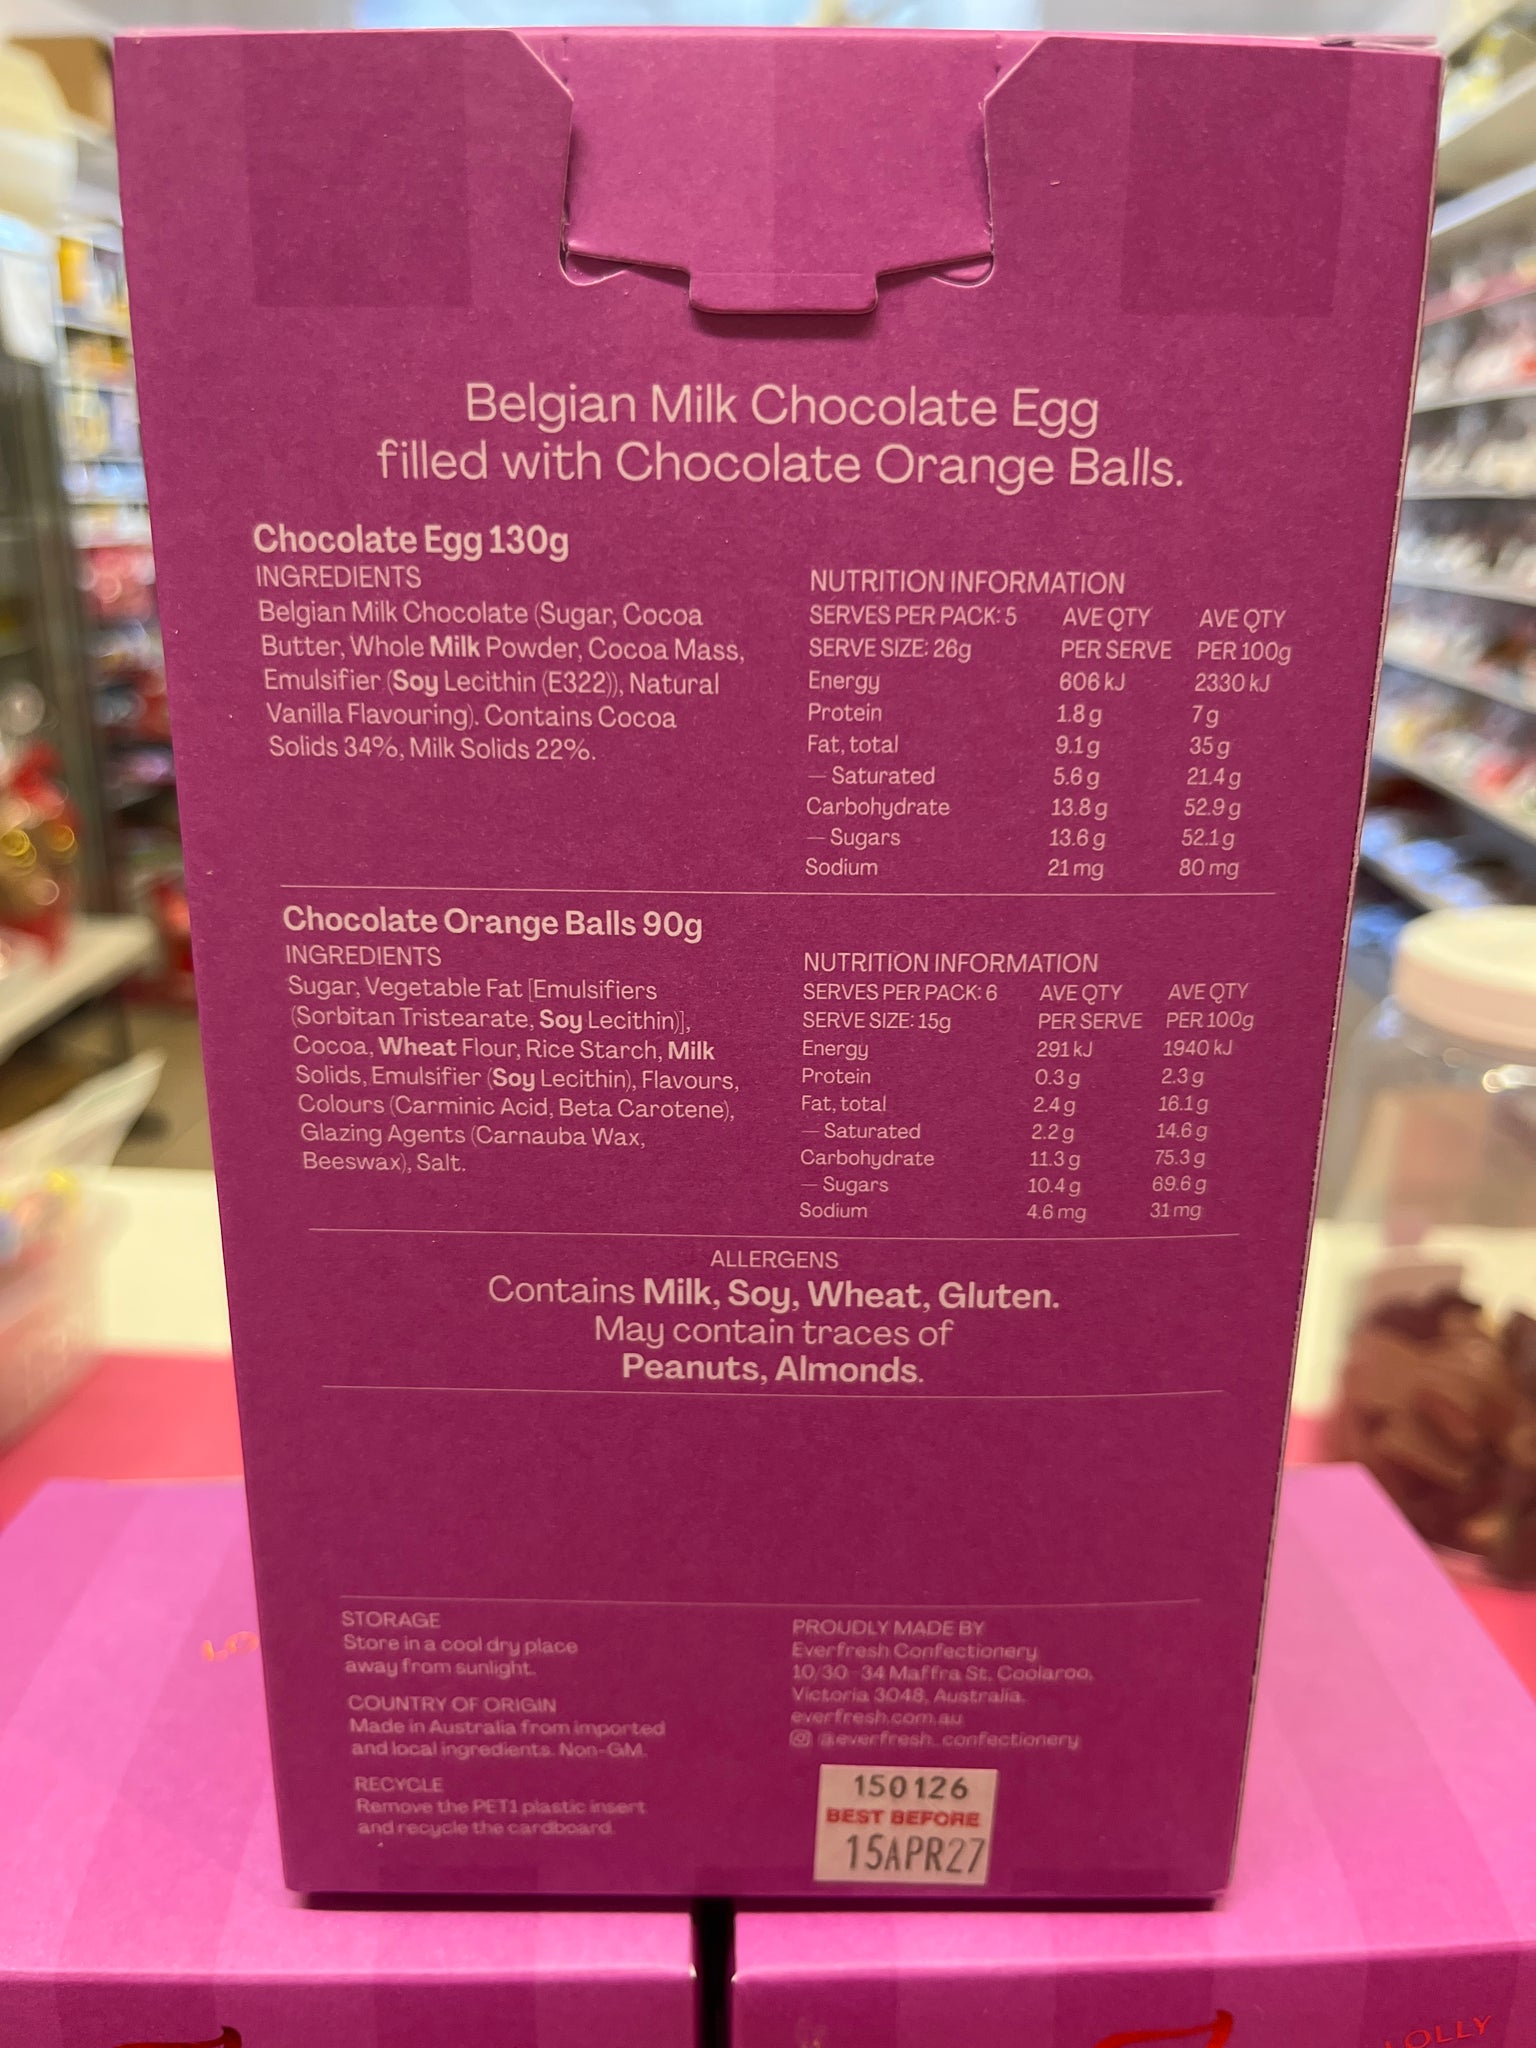 Belgian Milk Chocolate Egg
filled with Chocolate Orange Balls.
Chocolate Egg 130g
INGREDIENTS
Belgian Milk Chocolate (Sugar, Cocoa
Butter, Whole Milk Powder, Cocoa Mass,
Emulsifier (Soy Lecithin (E322)), Natural
Vanilla Flavouring). Contains Cocoa
Solids 34%, Milk Solids 22%.
NUTRITION INFORMATION
SERVES PER PACK: 5 AVE QTY AVE QTY
SERVE SIZE: 26g PER SERVE PER 100g
Energy 606 kJ 2330 kJ
Protein 1.8 g 7 g
Fat, total 9.1 g 35 g
— Saturated 5.6 g 21.4 g
Carbohydrate 13.8 g 52.9 g
— Sugars 13.6 g 52.1 g
Sodium 21 mg 80 mg
Chocolate Orange Balls 90g
INGREDIENTS
Sugar, Vegetable Fat [Emulsifiers
(Sorbitan Tristearate, Soy Lecithin)],
Cocoa, Wheat Flour, Rice Starch, Milk
Solids, Emulsifier (Soy Lecithin), Flavours,
Colours (Carminic Acid, Beta Carotene),
Glazing Agents (Carnauba Wax,
Beeswax), Salt.
NUTRITION INFORMATION
SERVES PER PACK: 6 AVE QTY AVE QTY
SERVE SIZE: 15g PER SERVE PER 100g
Energy 291 kJ 1940 kJ
Protein 0.3 g 2.3 g
Fat, total 2.4 g 16.1 g
— Saturated 2.2 g 14.6 g
Carbohydrate 11.3 g 75.3 g
— Sugars 10.4 g 69.6 g
Sodium 4.6 mg 31 mg
ALLERGENS
Contains Milk, Soy, Wheat, Gluten.
May contain traces of
Peanuts, Almonds.
STORAGE
Store in a cool dry place
away from sunlight.
COUNTRY OF ORIGIN
Made in Australia from imported
and local ingredients. Non-GM.
RECYCLE
Remove the PET1 plastic insert
and recycle the cardboard.
PROUDLY MADE BY
Everfresh Confectionery
10/30-34 Maffra St, Coolaroo,
Victoria 3048, Australia.
everfresh.com.au
@everfresh_confectionery
150126
BEST BEFORE
15APR27
LOLLY